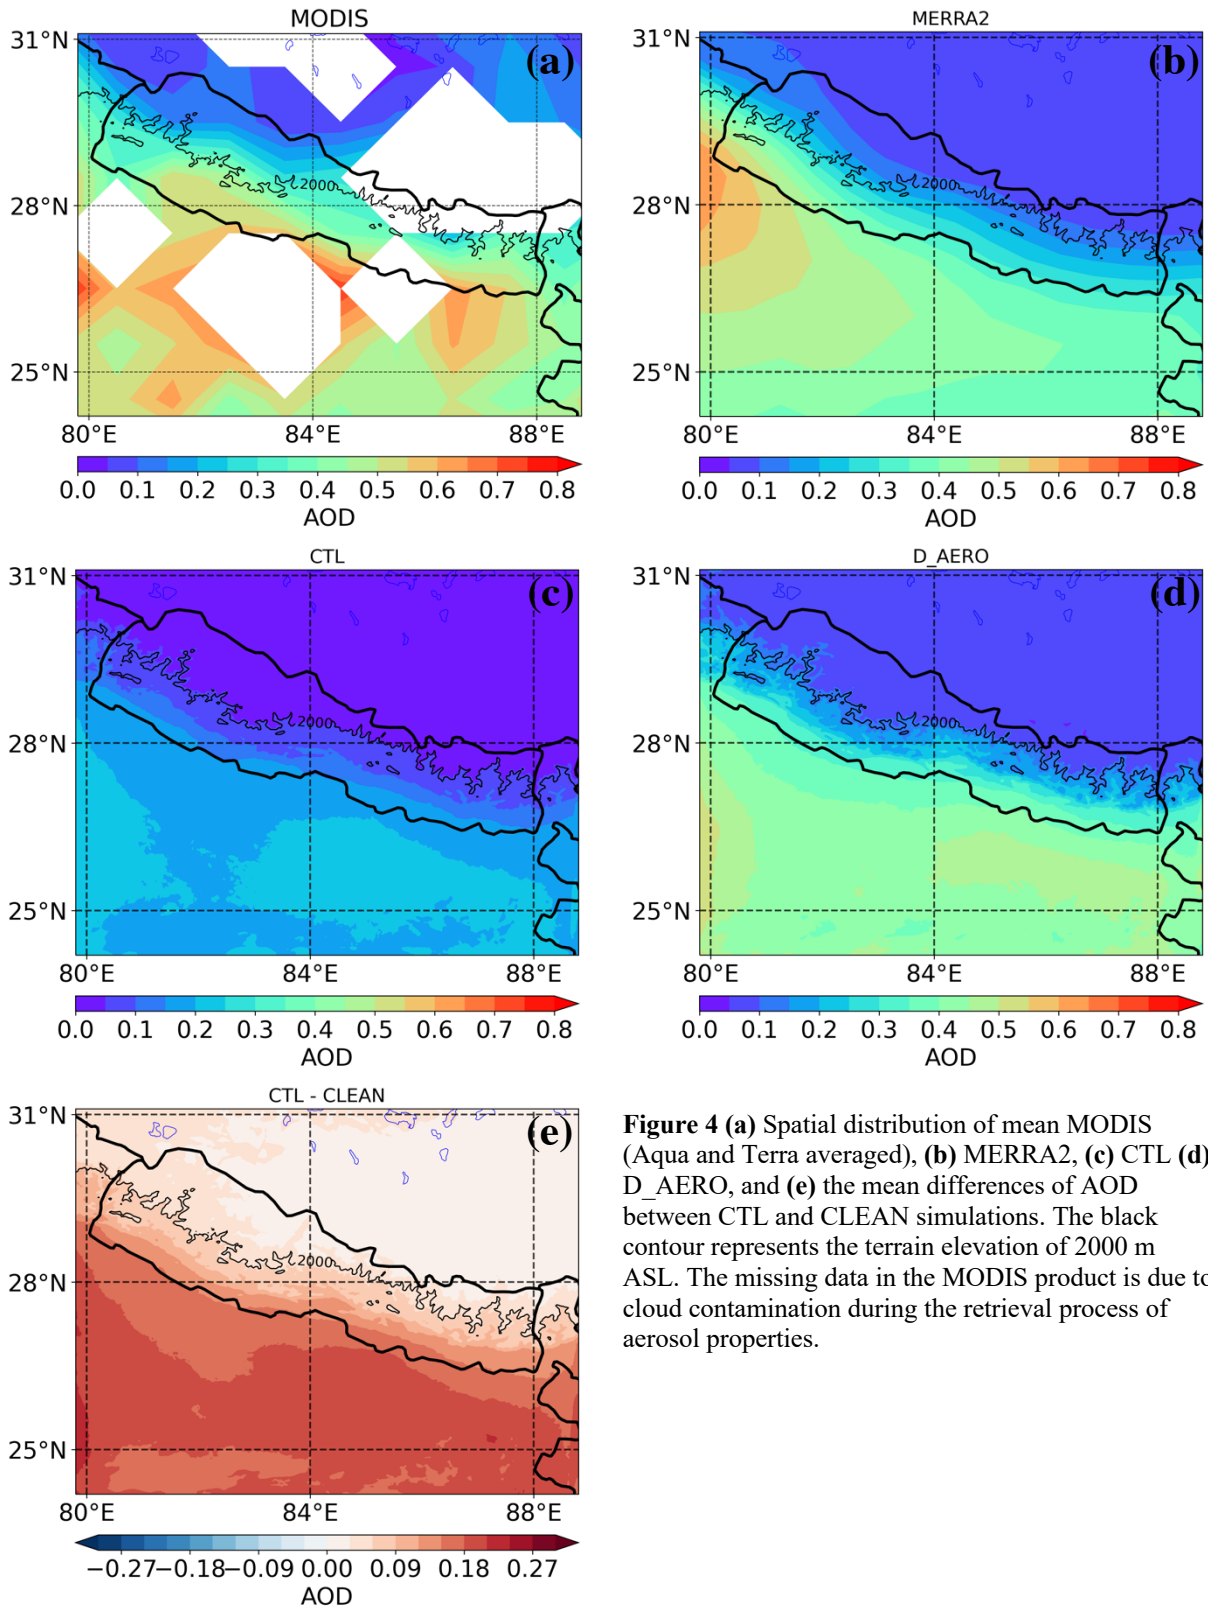 MODIS
(a)
31°N
28°N
25°N
2000
80°E 84°E 88°E
0.0 0.1 0.2 0.3 0.4 0.5 0.6 0.7 0.8
AOD
MERRA2
(b)
31°N
28°N
25°N
2000
80°E 84°E 88°E
0.0 0.1 0.2 0.3 0.4 0.5 0.6 0.7 0.8
AOD
CTL
(c)
31°N
28°N
25°N
2000
80°E 84°E 88°E
0.0 0.1 0.2 0.3 0.4 0.5 0.6 0.7 0.8
AOD
D_AERO
(d)
31°N
28°N
25°N
2000
80°E 84°E 88°E
0.0 0.1 0.2 0.3 0.4 0.5 0.6 0.7 0.8
AOD
CTL - CLEAN
(e)
31°N
28°N
25°N
2000
80°E 84°E 88°E
−0.27 −0.18 −0.09 0.00 0.09 0.18 0.27
AOD
Figure 4 (a) Spatial distribution of mean MODIS
(Aqua and Terra averaged), (b) MERRA2, (c) CTL (d)
D_AERO, and (e) the mean differences of AOD
between CTL and CLEAN simulations. The black
contour represents the terrain elevation of 2000 m
ASL. The missing data in the MODIS product is due to
cloud contamination during the retrieval process of
aerosol properties.